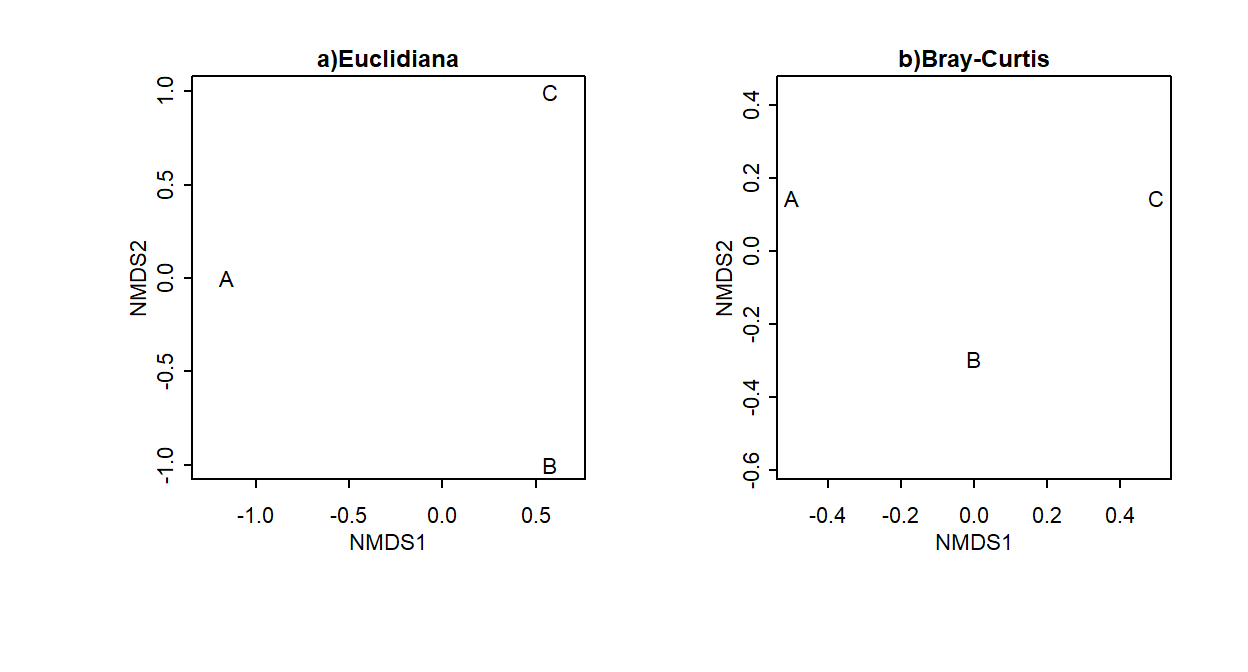 a)Euclidiana
C
A
B
1.0
0.5
0.0
-0.5
-1.0
NMDS2
-1.0 -0.5 0.0 0.5
NMDS1
b)Bray-Curtis
A
C
B
0.4
0.2
0.0
-0.2
-0.4
-0.6
NMDS2
-0.4 -0.2 0.0 0.2 0.4
NMDS1